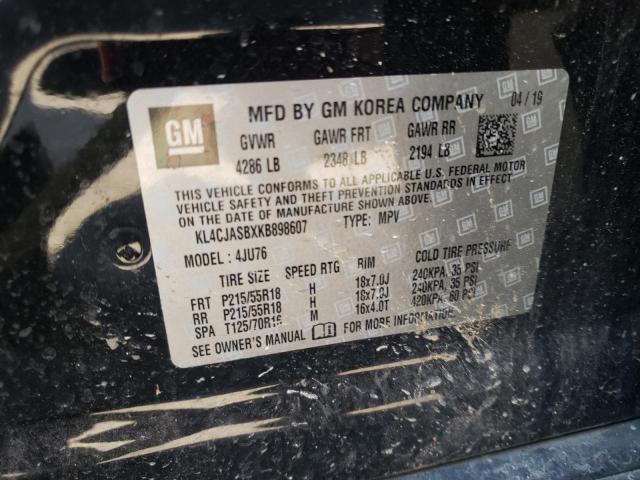 GM
MFD BY GM KOREA COMPANY 04/19
GVWR GAWR FRT GAWR RR
4286 LB 2348 LB 2194 LB
THIS VEHICLE CONFORMS TO ALL APPLICABLE U.S. FEDERAL MOTOR
VEHICLE SAFETY AND THEFT PREVENTION STANDARDS IN EFFECT
ON THE DATE OF MANUFACTURE SHOWN ABOVE.
KL4CJASBXKB898607 TYPE: MPV
MODEL: 4JU76
TIRE SIZE SPEED RTG RIM COLD TIRE PRESSURE
FRT P215/55R18 H 18x7.0J 240KPA, 35 PSI
RR P215/55R18 H 18x7.0J 240KPA, 35 PSI
SPA T125/70R16 M 16x4.0T 420KPA, 60 PSI
SEE OWNER'S MANUAL FOR MORE INFORMATION.